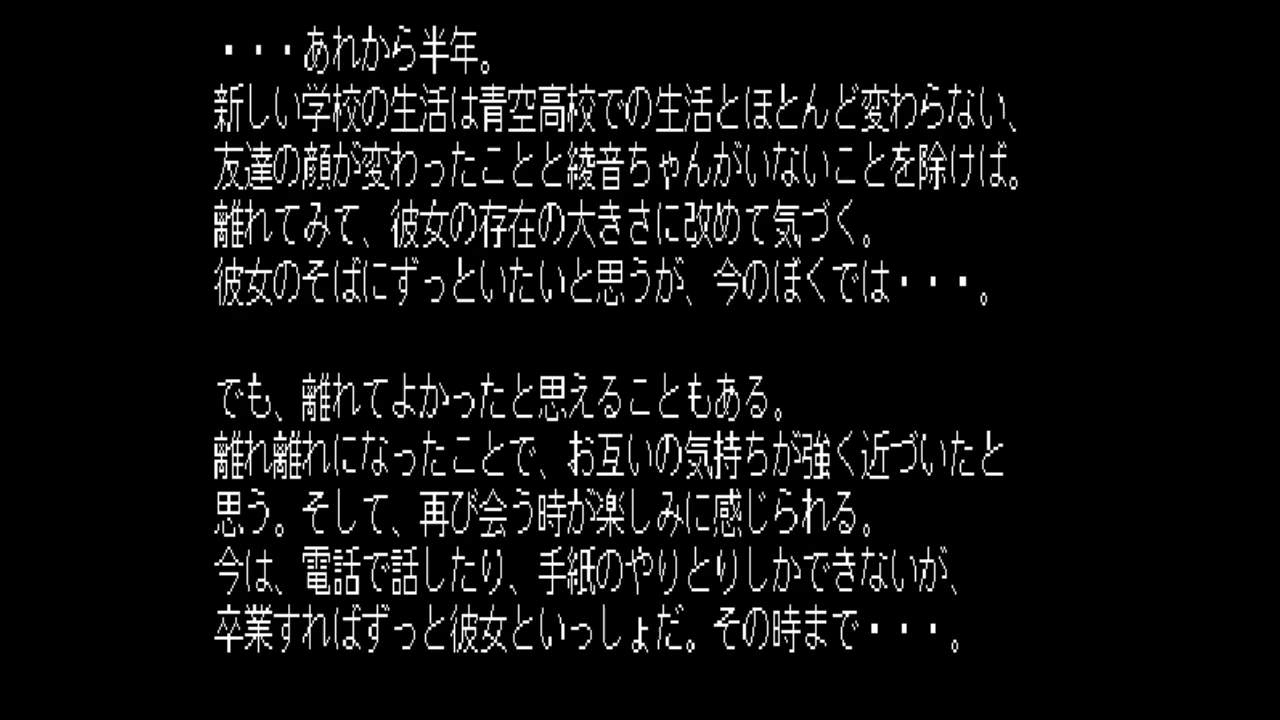 ・・・あれから半年。
新しい学校の生活は青空高校での生活とほとんど変わらない、
友達の顔が変わったことと綾音ちゃんがいないことを除けば。
離れてみて、彼女の存在の大きさに改めて気づく。
彼女のそばにずっといたいと思うが、今のぼくでは・・・。
でも、離れてよかったと思えることもある。
離れ離れになったことで、お互いの気持ちが強く近づいたと
思う。そして、再び会う時が楽しみに感じられる。
今は、電話で話したり、手紙のやりとりしかできないが、
卒業すればずっと彼女といっしょだ。その時まで・・・。